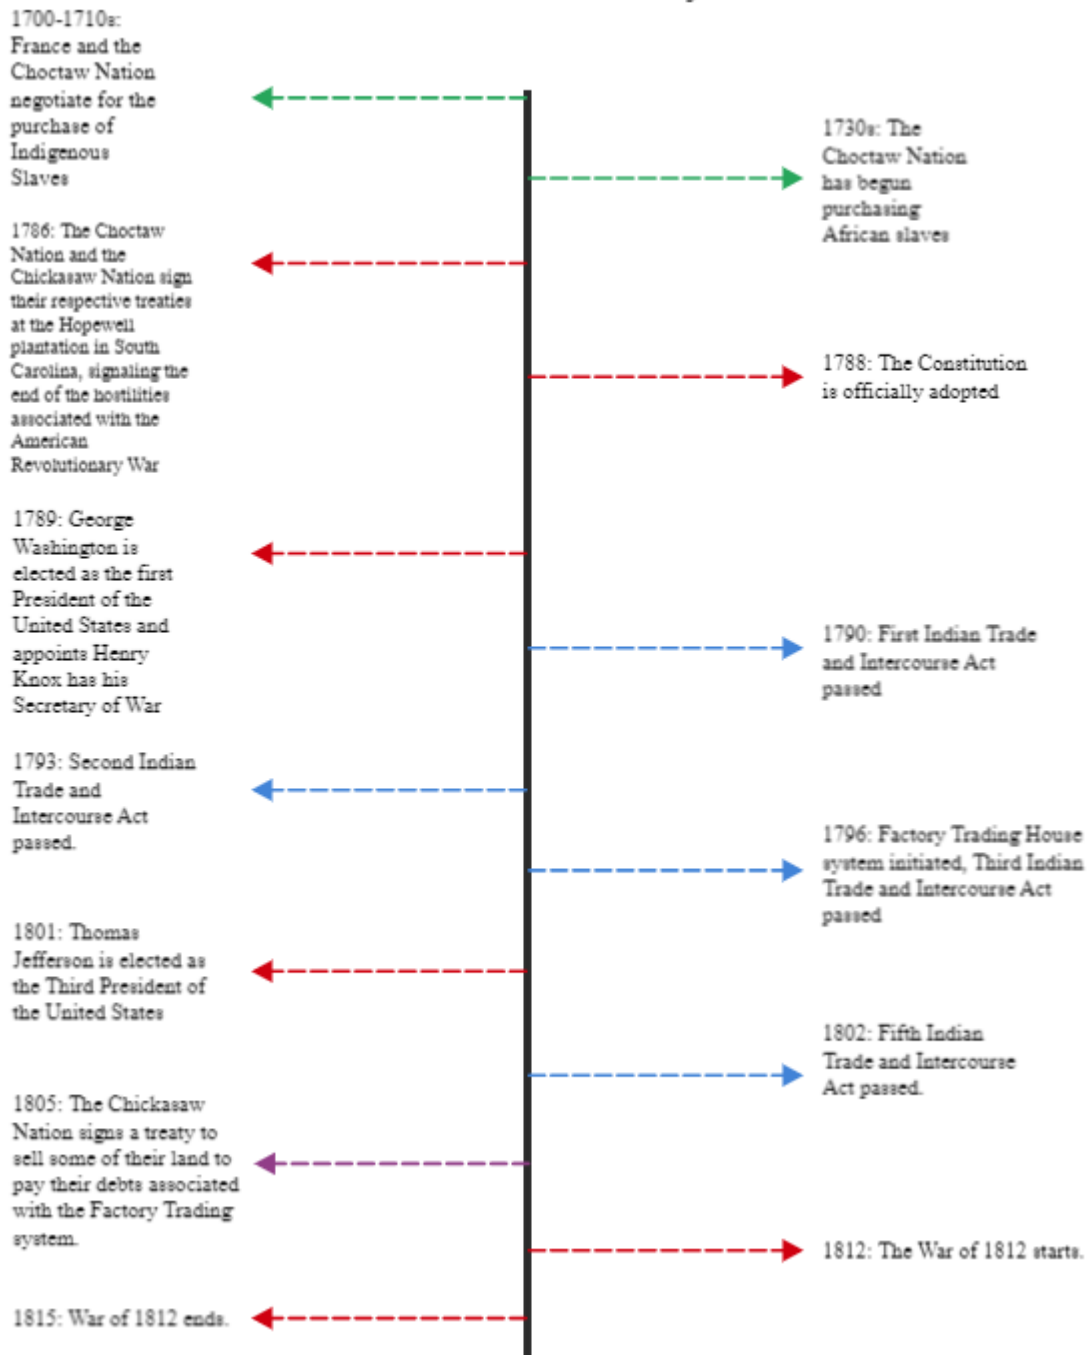 1700-1710s:
France and the
Choctaw Nation
negotiate for the
purchase of
Indigenous
Slaves
1730s: The
Choctaw Nation
has begun
purchasing
African slaves
1786: The Choctaw
Nation and the
Chickasaw Nation sign
their respective treaties
at the Hopewell
plantation in South
Carolina, signaling the
end of the hostilities
associated with the
American
Revolutionary War
1788: The Constitution
is officially adopted
1789: George
Washington is
elected as the first
President of the
United States and
appoints Henry
Knox has his
Secretary of War
1790: First Indian Trade
and Intercourse Act
passed
1793: Second Indian
Trade and
Intercourse Act
passed.
1796: Factory Trading House
system initiated, Third Indian
Trade and Intercourse Act
passed
1801: Thomas
Jefferson is elected as
the Third President of
the United States
1802: Fifth Indian
Trade and Intercourse
Act passed.
1805: The Chickasaw
Nation signs a treaty to
sell some of their land to
pay their debts associated
with the Factory Trading
system.
1812: The War of 1812 starts.
1815: War of 1812 ends.